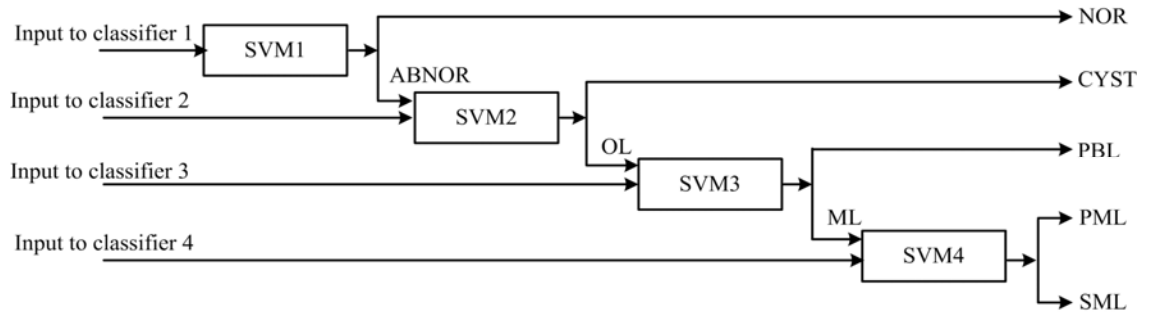 NOR
Input to classifier 1
SVM1
ABNOR
CYST
Input to classifier 2
SVM2
OL
PBL
Input to classifier 3
SVM3
ML
PML
Input to classifier 4
SVM4
SML